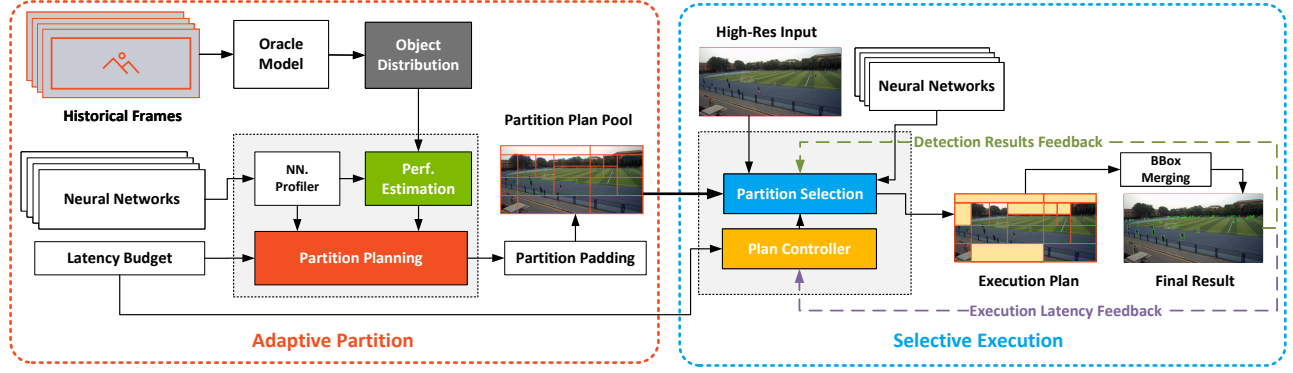 Historical Frames
Oracle
Model
Object
Distribution
Neural Networks
NN.
Profiler
Perf.
Estimation
Latency Budget
Partition Planning
Partition Plan Pool
Partition Padding
Adaptive Partition
High-Res Input
Neural Networks
Detection Results Feedback
Partition Selection
Plan Controller
BBox
Merging
Execution Plan
Final Result
Execution Latency Feedback
Selective Execution